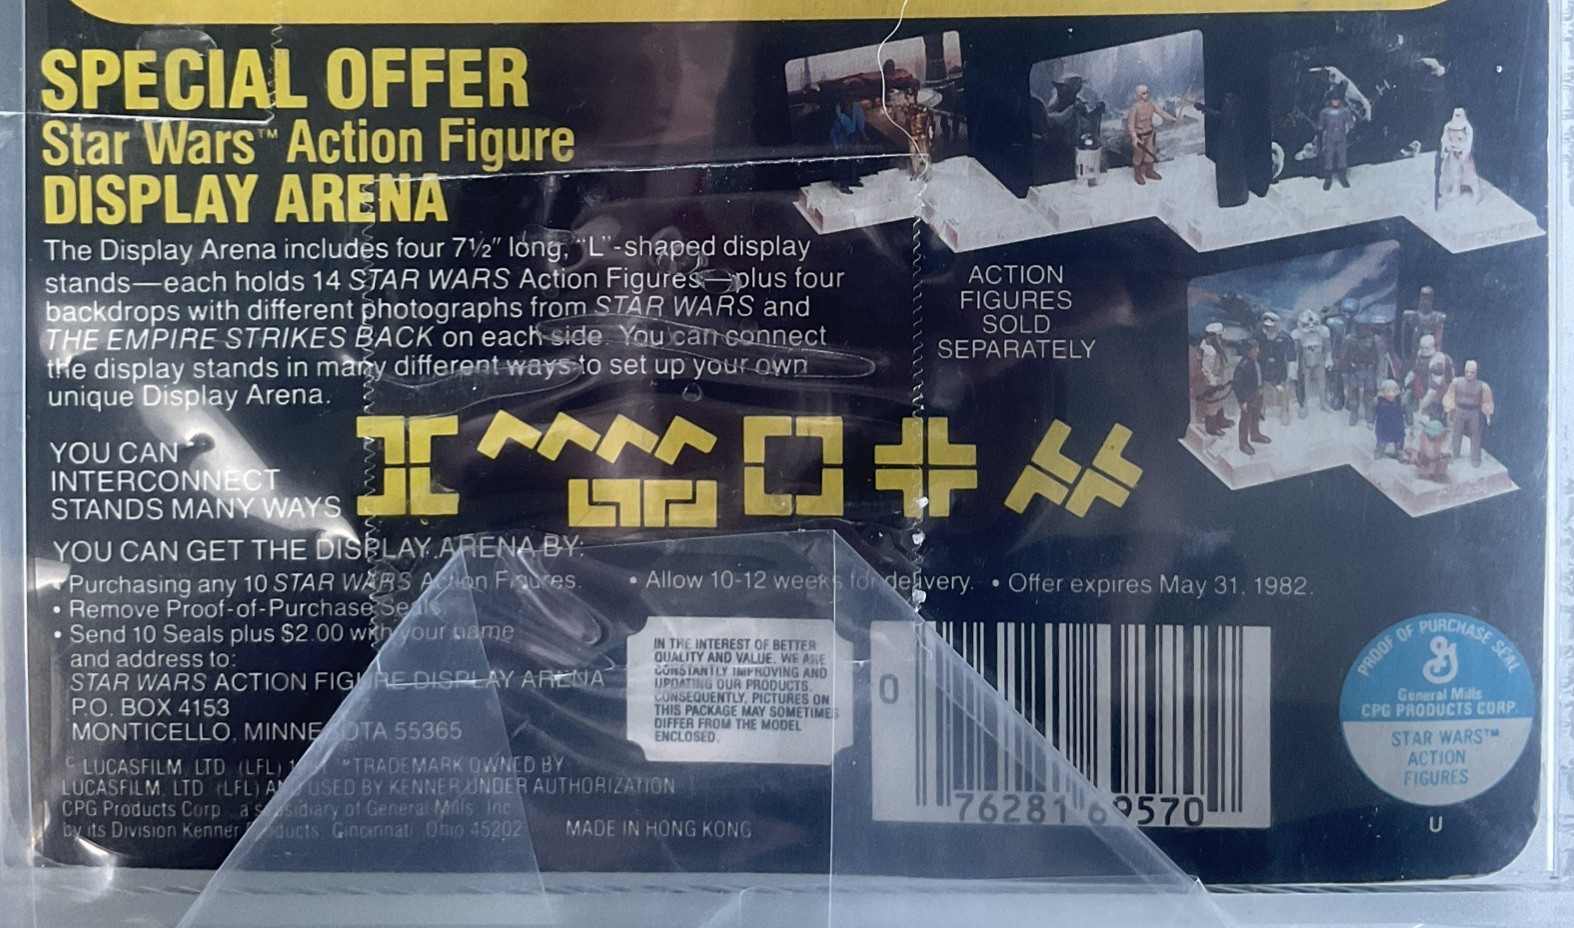 SPECIAL OFFER
Star Wars™ Action Figure
DISPLAY ARENA
The Display Arena includes four 7½" long, "L"-shaped display
stands—each holds 14 STAR WARS Action Figures—plus four
backdrops with different photographs from STAR WARS and
THE EMPIRE STRIKES BACK on each side. You can connect
the display stands in many different ways to set up your own
unique Display Arena.
ACTION
FIGURES
SOLD
SEPARATELY
YOU CAN
INTERCONNECT
STANDS MANY WAYS
YOU CAN GET THE DISPLAY ARENA BY:
• Purchasing any 10 STAR WARS Action Figures.
• Remove Proof-of-Purchase Seals.
• Send 10 Seals plus $2.00 with your name
and address to:
STAR WARS ACTION FIGURE DISPLAY ARENA
P.O. BOX 4153
MONTICELLO, MINNESOTA 55365
• Allow 10-12 weeks for delivery. • Offer expires May 31, 1982.
© LUCASFILM, LTD. (LFL) ™TRADEMARK OWNED BY
LUCASFILM, LTD. (LFL) AND USED BY KENNER UNDER AUTHORIZATION
CPG Products Corp., a subsidiary of General Mills, Inc.
by its Division Kenner Products, Cincinnati, Ohio 45202
MADE IN HONG KONG
IN THE INTEREST OF BETTER
QUALITY AND VALUE, WE ARE
CONSTANTLY IMPROVING AND
UPDATING OUR PRODUCTS.
CONSEQUENTLY, PICTURES ON
THIS PACKAGE MAY SOMETIMES
DIFFER FROM THE MODEL
ENCLOSED.
0 76281 69570
PROOF OF PURCHASE SEAL
General Mills
CPG PRODUCTS CORP.
STAR WARS™
ACTION
FIGURES
U